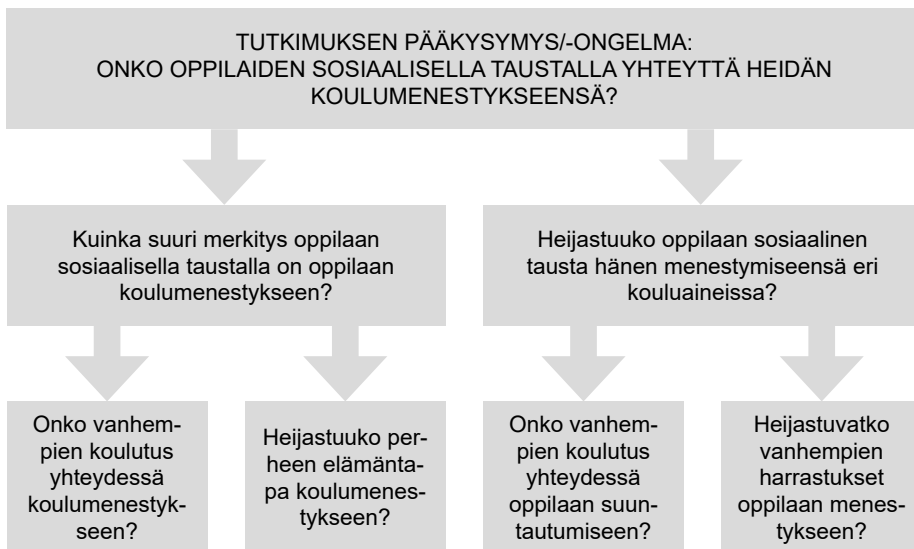 TUTKIMUKSEN PÄÄKYSYMYS/-ONGELMA:
ONKO OPPILAIDEN SOSIAALISELLA TAUSTALLA YHTEYTTÄ HEIDÄN
KOULUMENESTYKSEENSÄ?
Kuinka suuri merkitys oppilaan
sosiaalisella taustalla on oppilaan
koulumenestykseen?
Heijastuuko oppilaan sosiaalinen
tausta hänen menestymiseensä eri
kouluaineissa?
Onko vanhem-
pien koulutus
yhteydessä
koulumenestyk-
seen?
Heijastuuko per-
heen elämänta-
pa koulumenes-
tykseen?
Onko vanhem-
pien koulutus
yhteydessä
oppilaan suun-
tautumiseen?
Heijastuvatko
vanhempien
harrastukset
oppilaan menes-
tykseen?